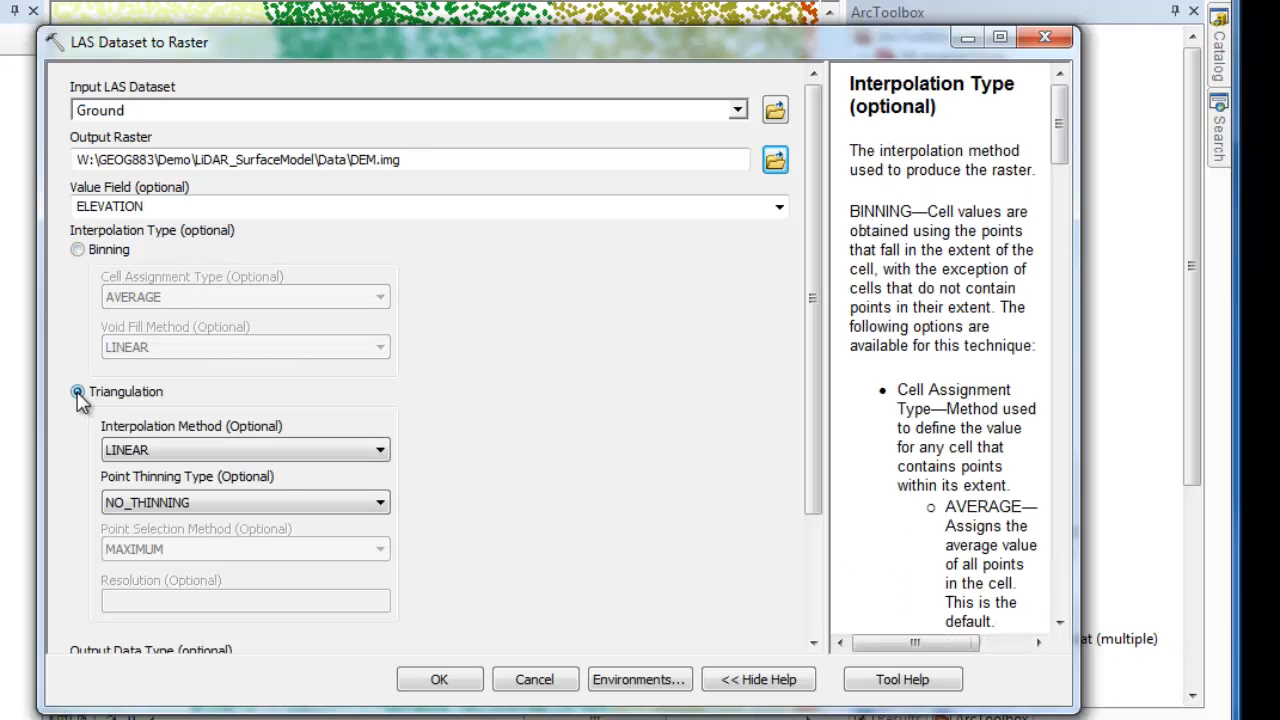 ArcToolbox
LAS Dataset to Raster
Input LAS Dataset
Ground
Output Raster
W:\GEOG883\Demo\LiDAR_SurfaceModel\Data\DEM.img
Value Field (optional)
ELEVATION
Interpolation Type (optional)
Binning
Cell Assignment Type (Optional)
AVERAGE
Void Fill Method (Optional)
LINEAR
Triangulation
Interpolation Method (Optional)
LINEAR
Point Thinning Type (Optional)
NO_THINNING
Point Selection Method (Optional)
MAXIMUM
Resolution (Optional)
Output Data Type (optional)
OK
Cancel
Environments...
<< Hide Help
Tool Help
Interpolation Type
(optional)
The interpolation method
used to produce the raster.
BINNING—Cell values are
obtained using the points
that fall in the extent of the
cell, with the exception of
cells that do not contain
points in their extent. The
following options are
available for this technique:
• Cell Assignment
Type—Method used
to define the value
for any cell that
contains points
within its extent.
o AVERAGE—
Assigns the
average value
of all points
in the cell.
This is the
default.
Catalog
Search
at (multiple)
Results
ArcToolbox